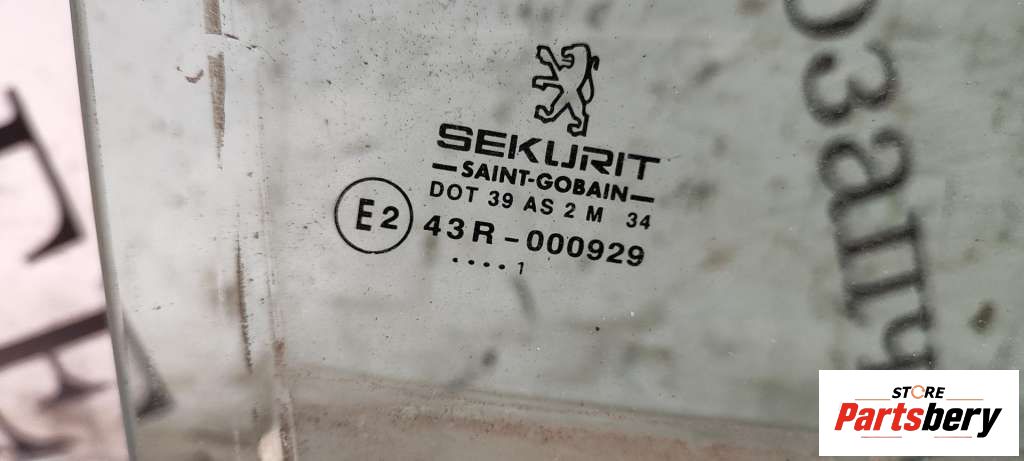 SEKURIT
SAINT-GOBAIN
DOT 39 AS 2 M 34
E2 43R-000929
....1
STORE
Partsbery